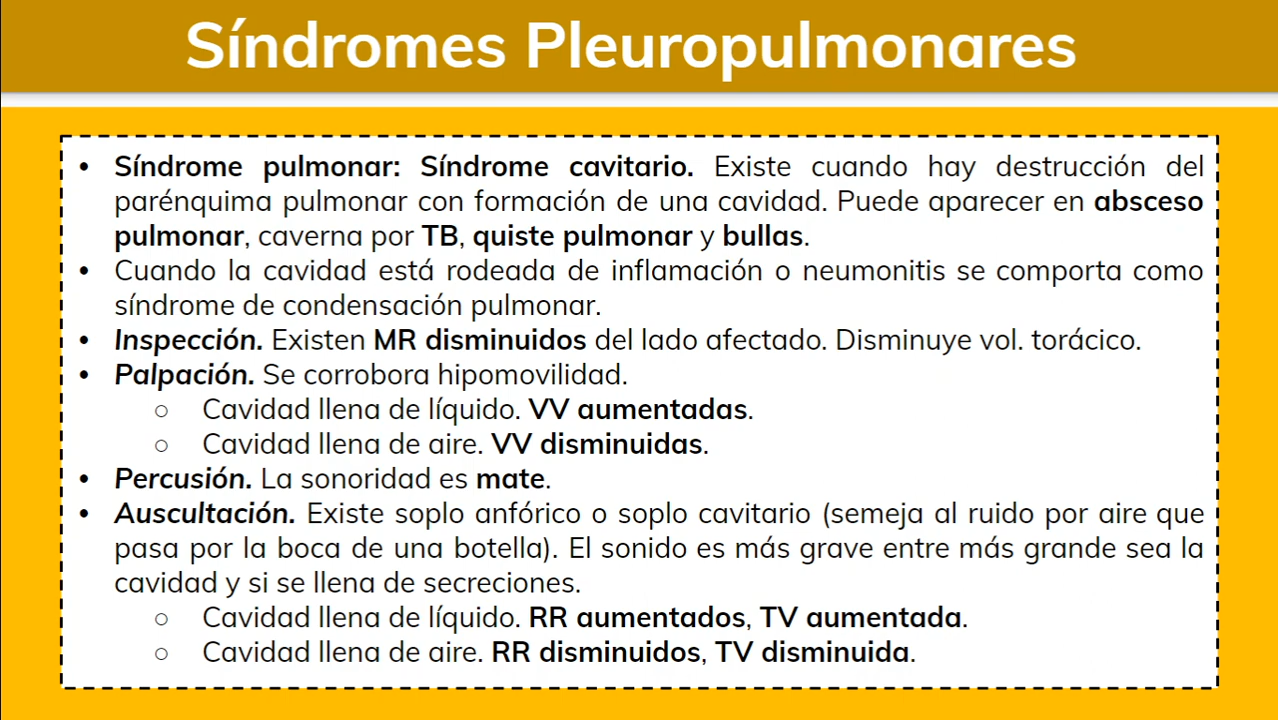 Síndromes Pleuropulmonares
• Síndrome pulmonar: Síndrome cavitario. Existe cuando hay destrucción del
parénquima pulmonar con formación de una cavidad. Puede aparecer en absceso
pulmonar, caverna por TB, quiste pulmonar y bullas.
• Cuando la cavidad está rodeada de inflamación o neumonitis se comporta como
síndrome de condensación pulmonar.
• Inspección. Existen MR disminuidos del lado afectado. Disminuye vol. torácico.
• Palpación. Se corrobora hipomovilidad.
○ Cavidad llena de líquido. VV aumentadas.
○ Cavidad llena de aire. VV disminuidas.
• Percusión. La sonoridad es mate.
• Auscultación. Existe soplo anfórico o soplo cavitario (semeja al ruido por aire que
pasa por la boca de una botella). El sonido es más grave entre más grande sea la
cavidad y si se llena de secreciones.
○ Cavidad llena de líquido. RR aumentados, TV aumentada.
○ Cavidad llena de aire. RR disminuidos, TV disminuida.